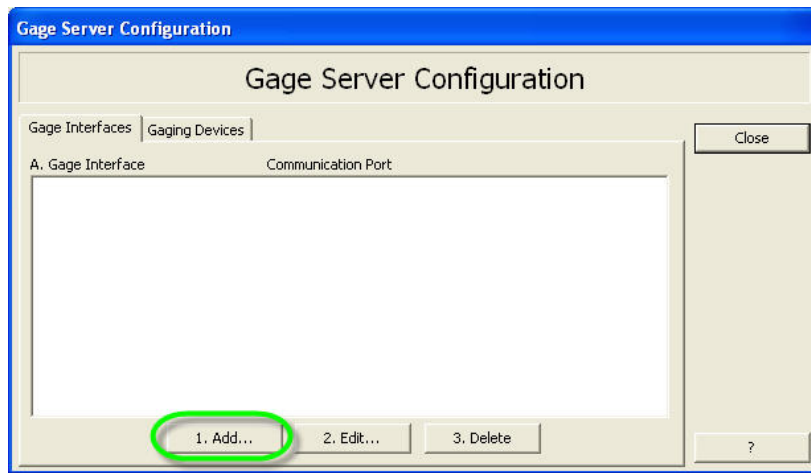 Gage Server Configuration
Gage Server Configuration
Gage Interfaces Gaging Devices
Close
A. Gage Interface Communication Port
1. Add... 2. Edit... 3. Delete
?